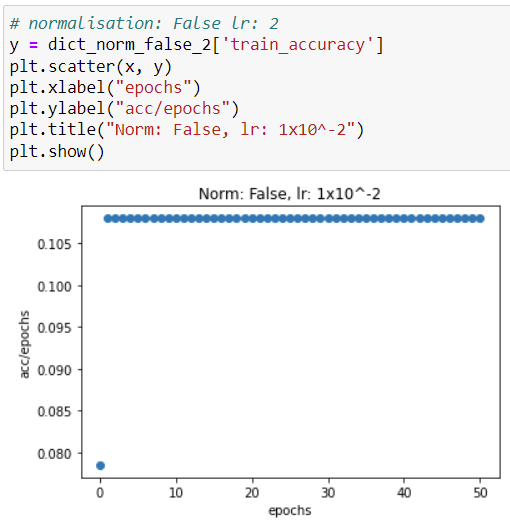 # normalisation: False lr: 2
y = dict_norm_false_2['train_accuracy']
plt.scatter(x, y)
plt.xlabel("epochs")
plt.ylabel("acc/epochs")
plt.title("Norm: False, lr: 1x10^-2")
plt.show()
Norm: False, lr: 1x10^-2
0.105
0.100
0.095
0.090
0.085
0.080
acc/epochs
0 10 20 30 40 50
epochs